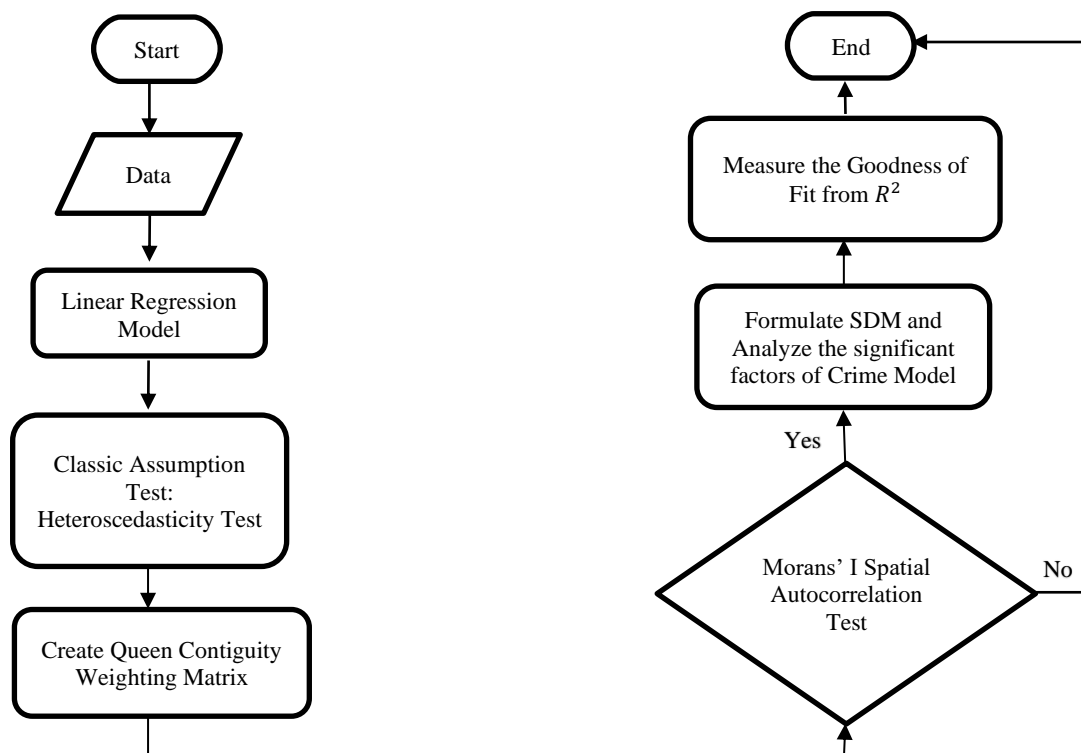 Start
Data
Linear Regression
Model
Classic Assumption
Test:
Heteroscedasticity Test
Create Queen Contiguity
Weighting Matrix
End
Measure the Goodness of
Fit from R²
Formulate SDM and
Analyze the significant
factors of Crime Model
Yes
Morans’ I Spatial
Autocorrelation
Test
No